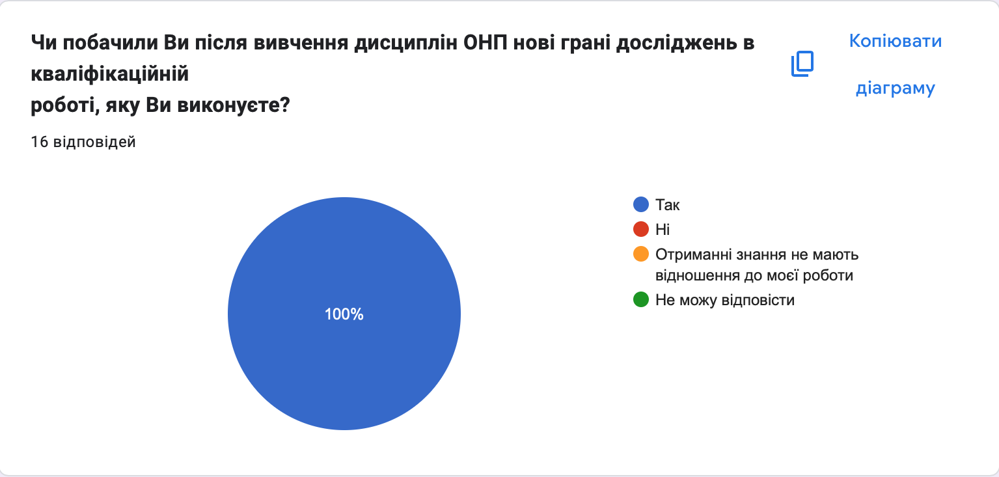 Чи побачили Ви після вивчення дисциплін ОНП нові грані досліджень в
кваліфікаційній
роботі, яку Ви виконуєте?
Копіювати
діаграму
16 відповідей
100%
Так
Ні
Отриманні знання не мають
відношення до моєї роботи
Не можу відповісти